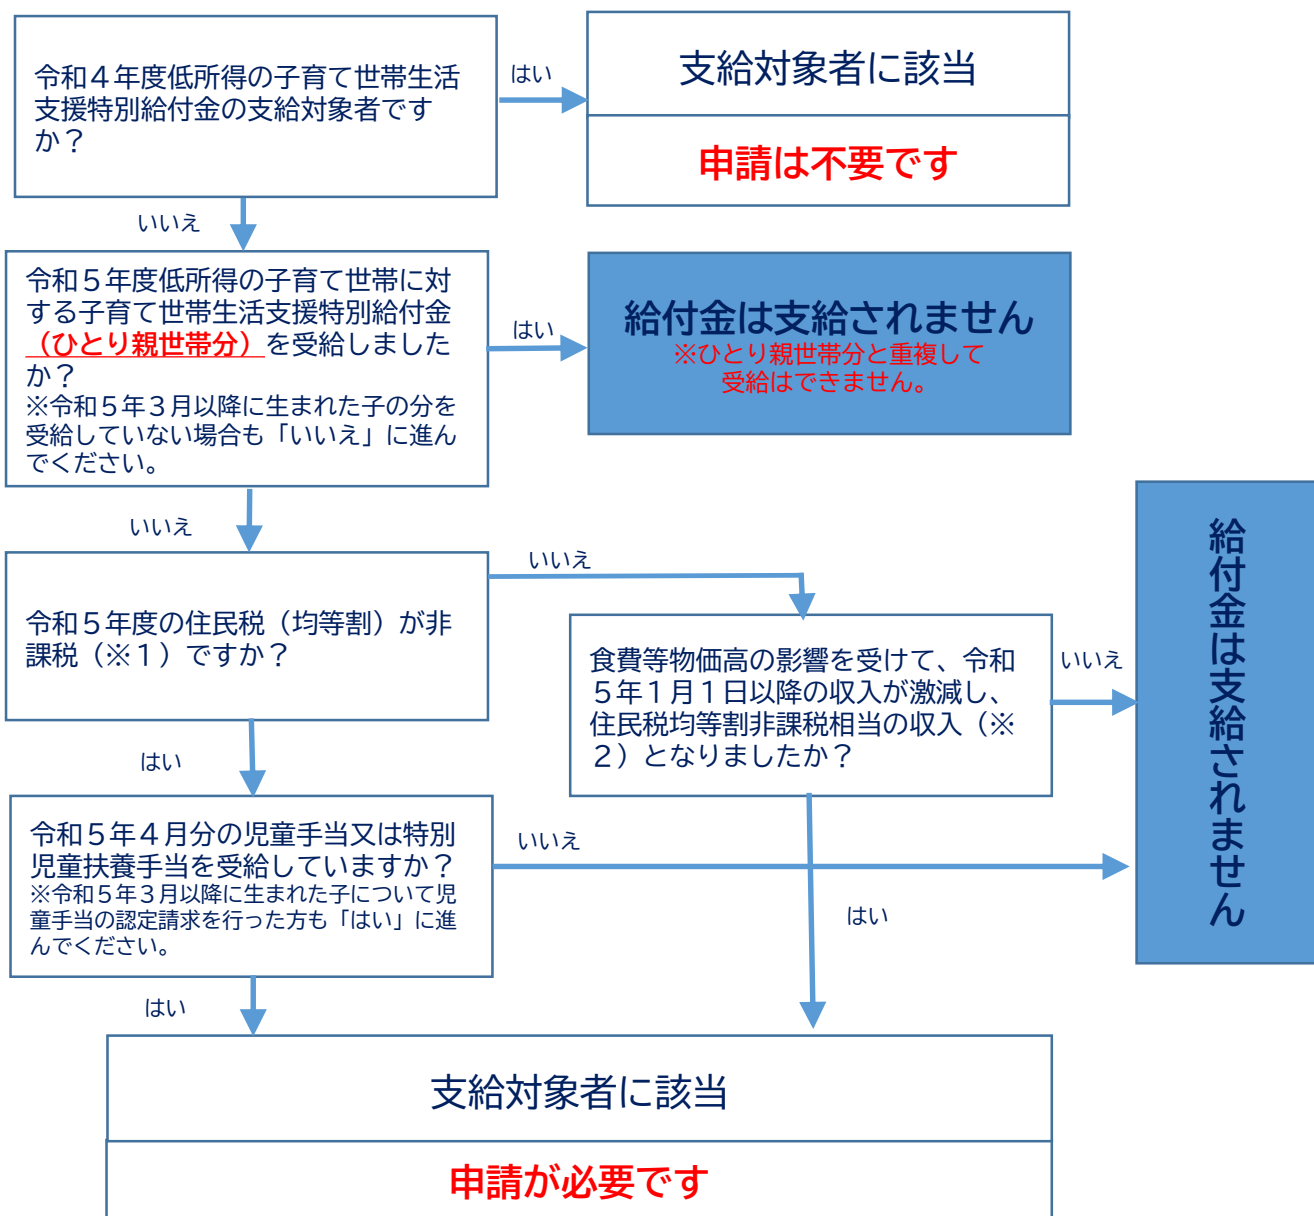 令和４年度低所得の子育て世帯生活
支援特別給付金の支給対象者です
か？
はい
支給対象者に該当
申請は不要です
いいえ
令和５年度低所得の子育て世帯に対
する子育て世帯生活支援特別給付金
（ひとり親世帯分）を受給しました
か？
※令和５年３月以降に生まれた子の分を
受給していない場合も「いいえ」に進ん
でください。
はい
給付金は支給されません
※ひとり親世帯分と重複して
受給はできません。
いいえ
令和５年度の住民税（均等割）が非
課税（※１）ですか？
いいえ
食費等物価高の影響を受けて、令和
５年１月１日以降の収入が激減し、
住民税均等割非課税相当の収入（※
２）となりましたか？
いいえ
給付金は支給されません
はい
令和５年４月分の児童手当又は特別
児童扶養手当を受給していますか？
※令和５年３月以降に生まれた子について児
童手当の認定請求を行った方も「はい」に進
んでください。
いいえ
はい
はい
支給対象者に該当
申請が必要です